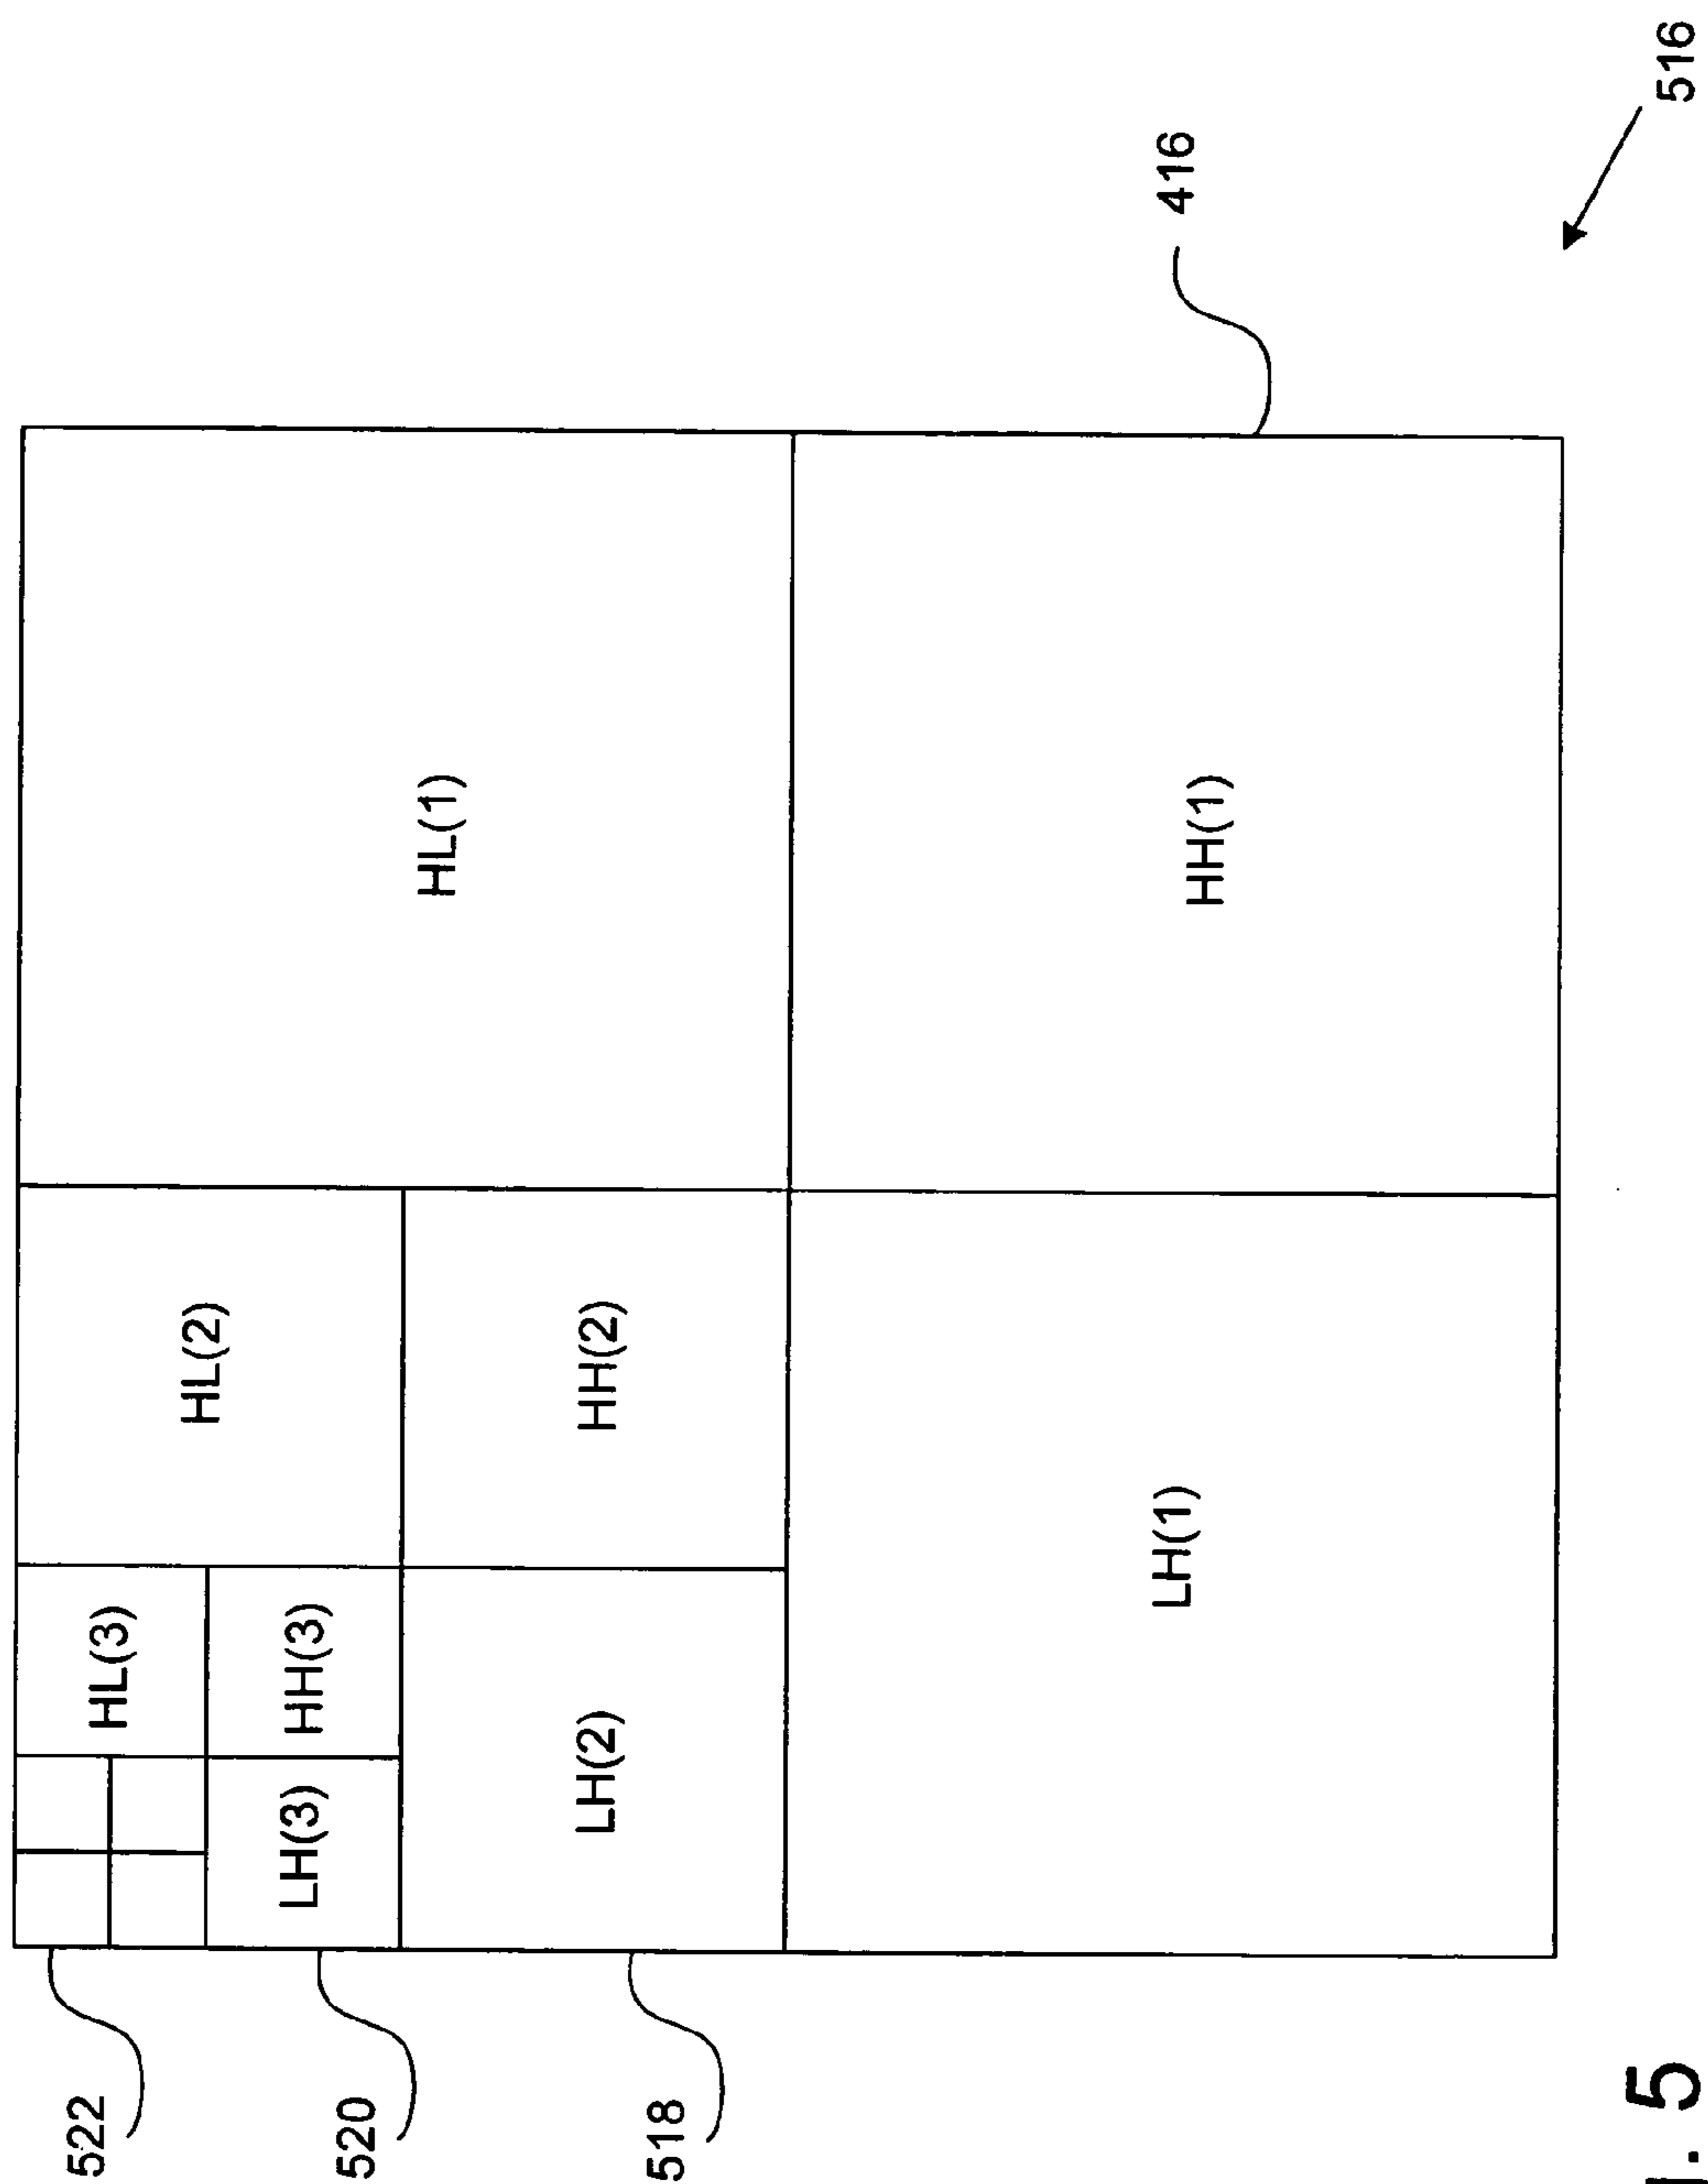 522
HL(3)
HL(2)
LH(3)
HH(3)
520
HL(1)
LH(2)
HH(2)
518
LH(1)
HH(1)
416
516
5